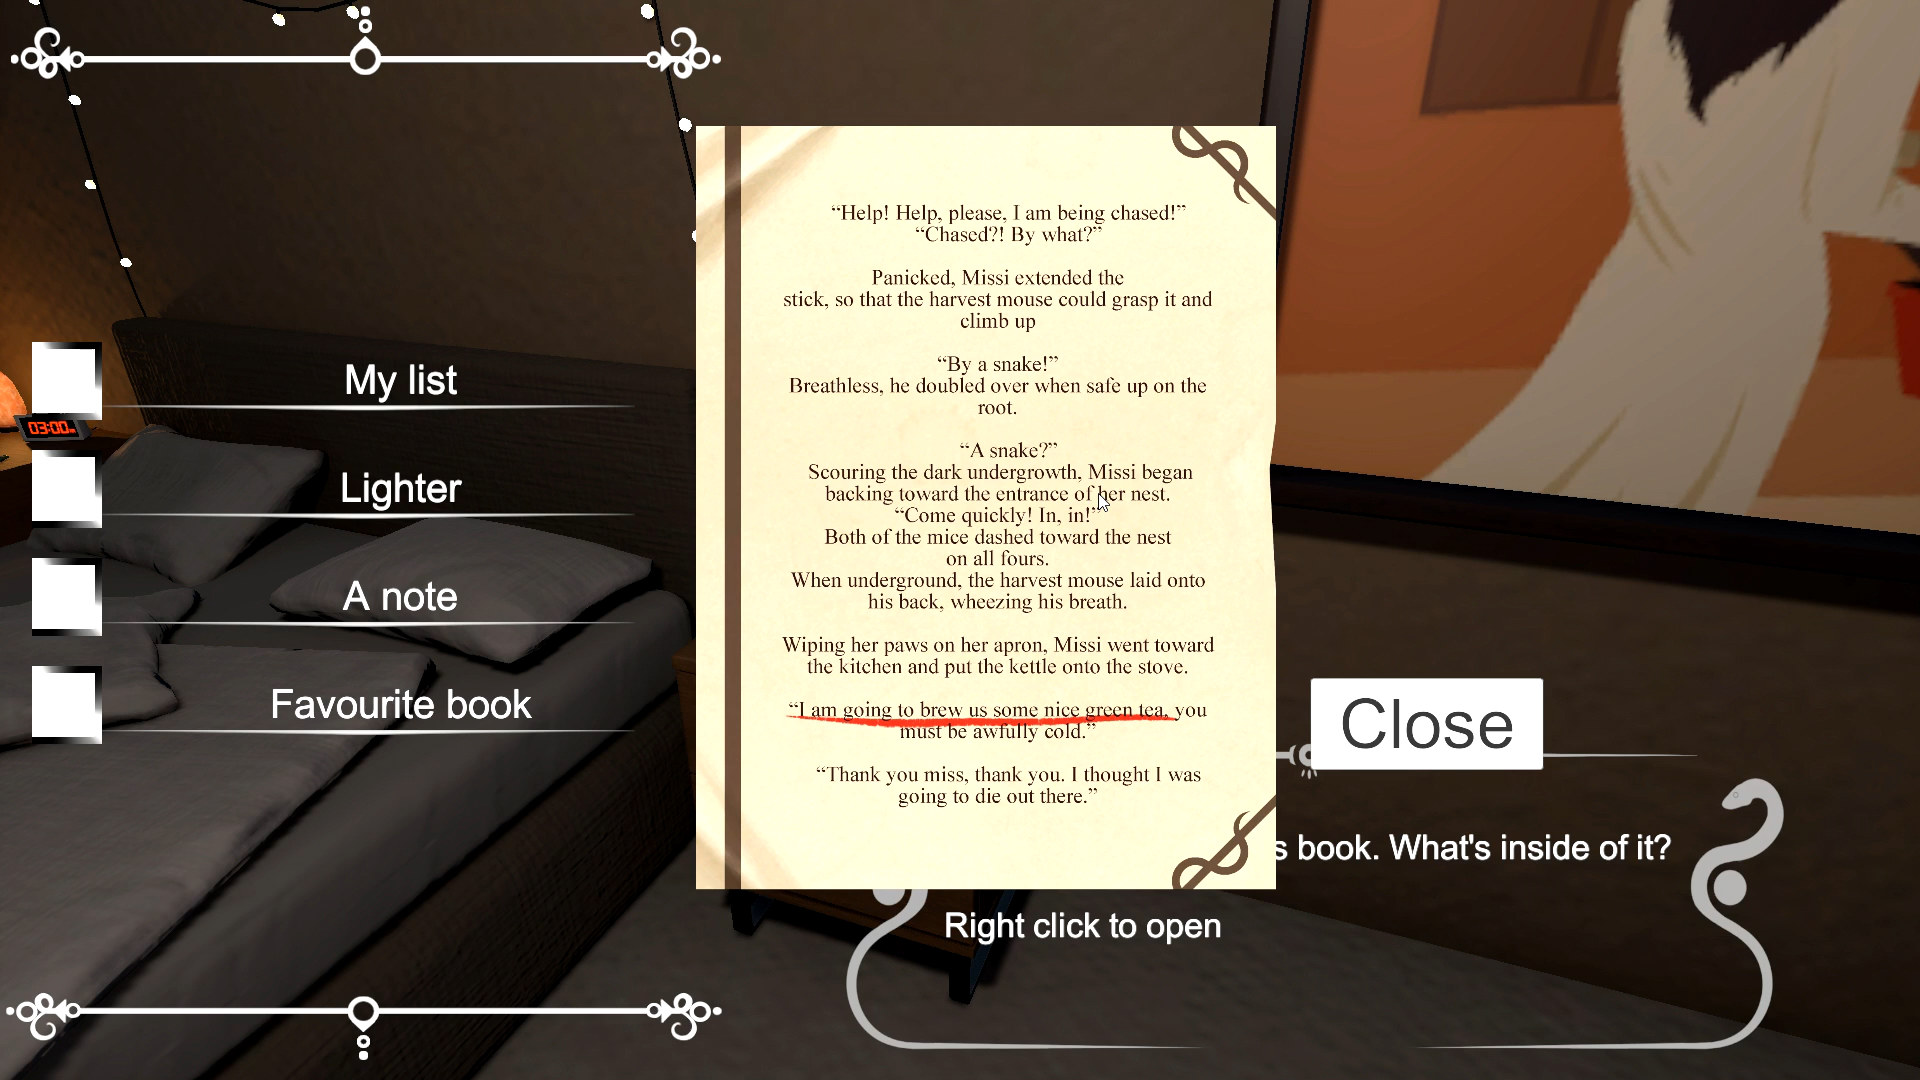 My list
Lighter
A note
Favourite book
03:00
“Help! Help, please, I am being chased!”
“Chased?! By what?”
Panicked, Missi extended the
stick, so that the harvest mouse could grasp it and
climb up
“By a snake!”
Breathless, he doubled over when safe up on the
root.
“A snake?”
Scouring the dark undergrowth, Missi began
backing toward the entrance of her nest.
“Come quickly! In, in!”
Both of the mice dashed toward the nest
on all fours.
When underground, the harvest mouse laid onto
his back, wheezing his breath.
Wiping her paws on her apron, Missi went toward
the kitchen and put the kettle onto the stove.
“I am going to brew us some nice green tea, you
must be awfully cold.”
“Thank you miss, thank you. I thought I was
going to die out there.”
Close
s book. What's inside of it?
Right click to open